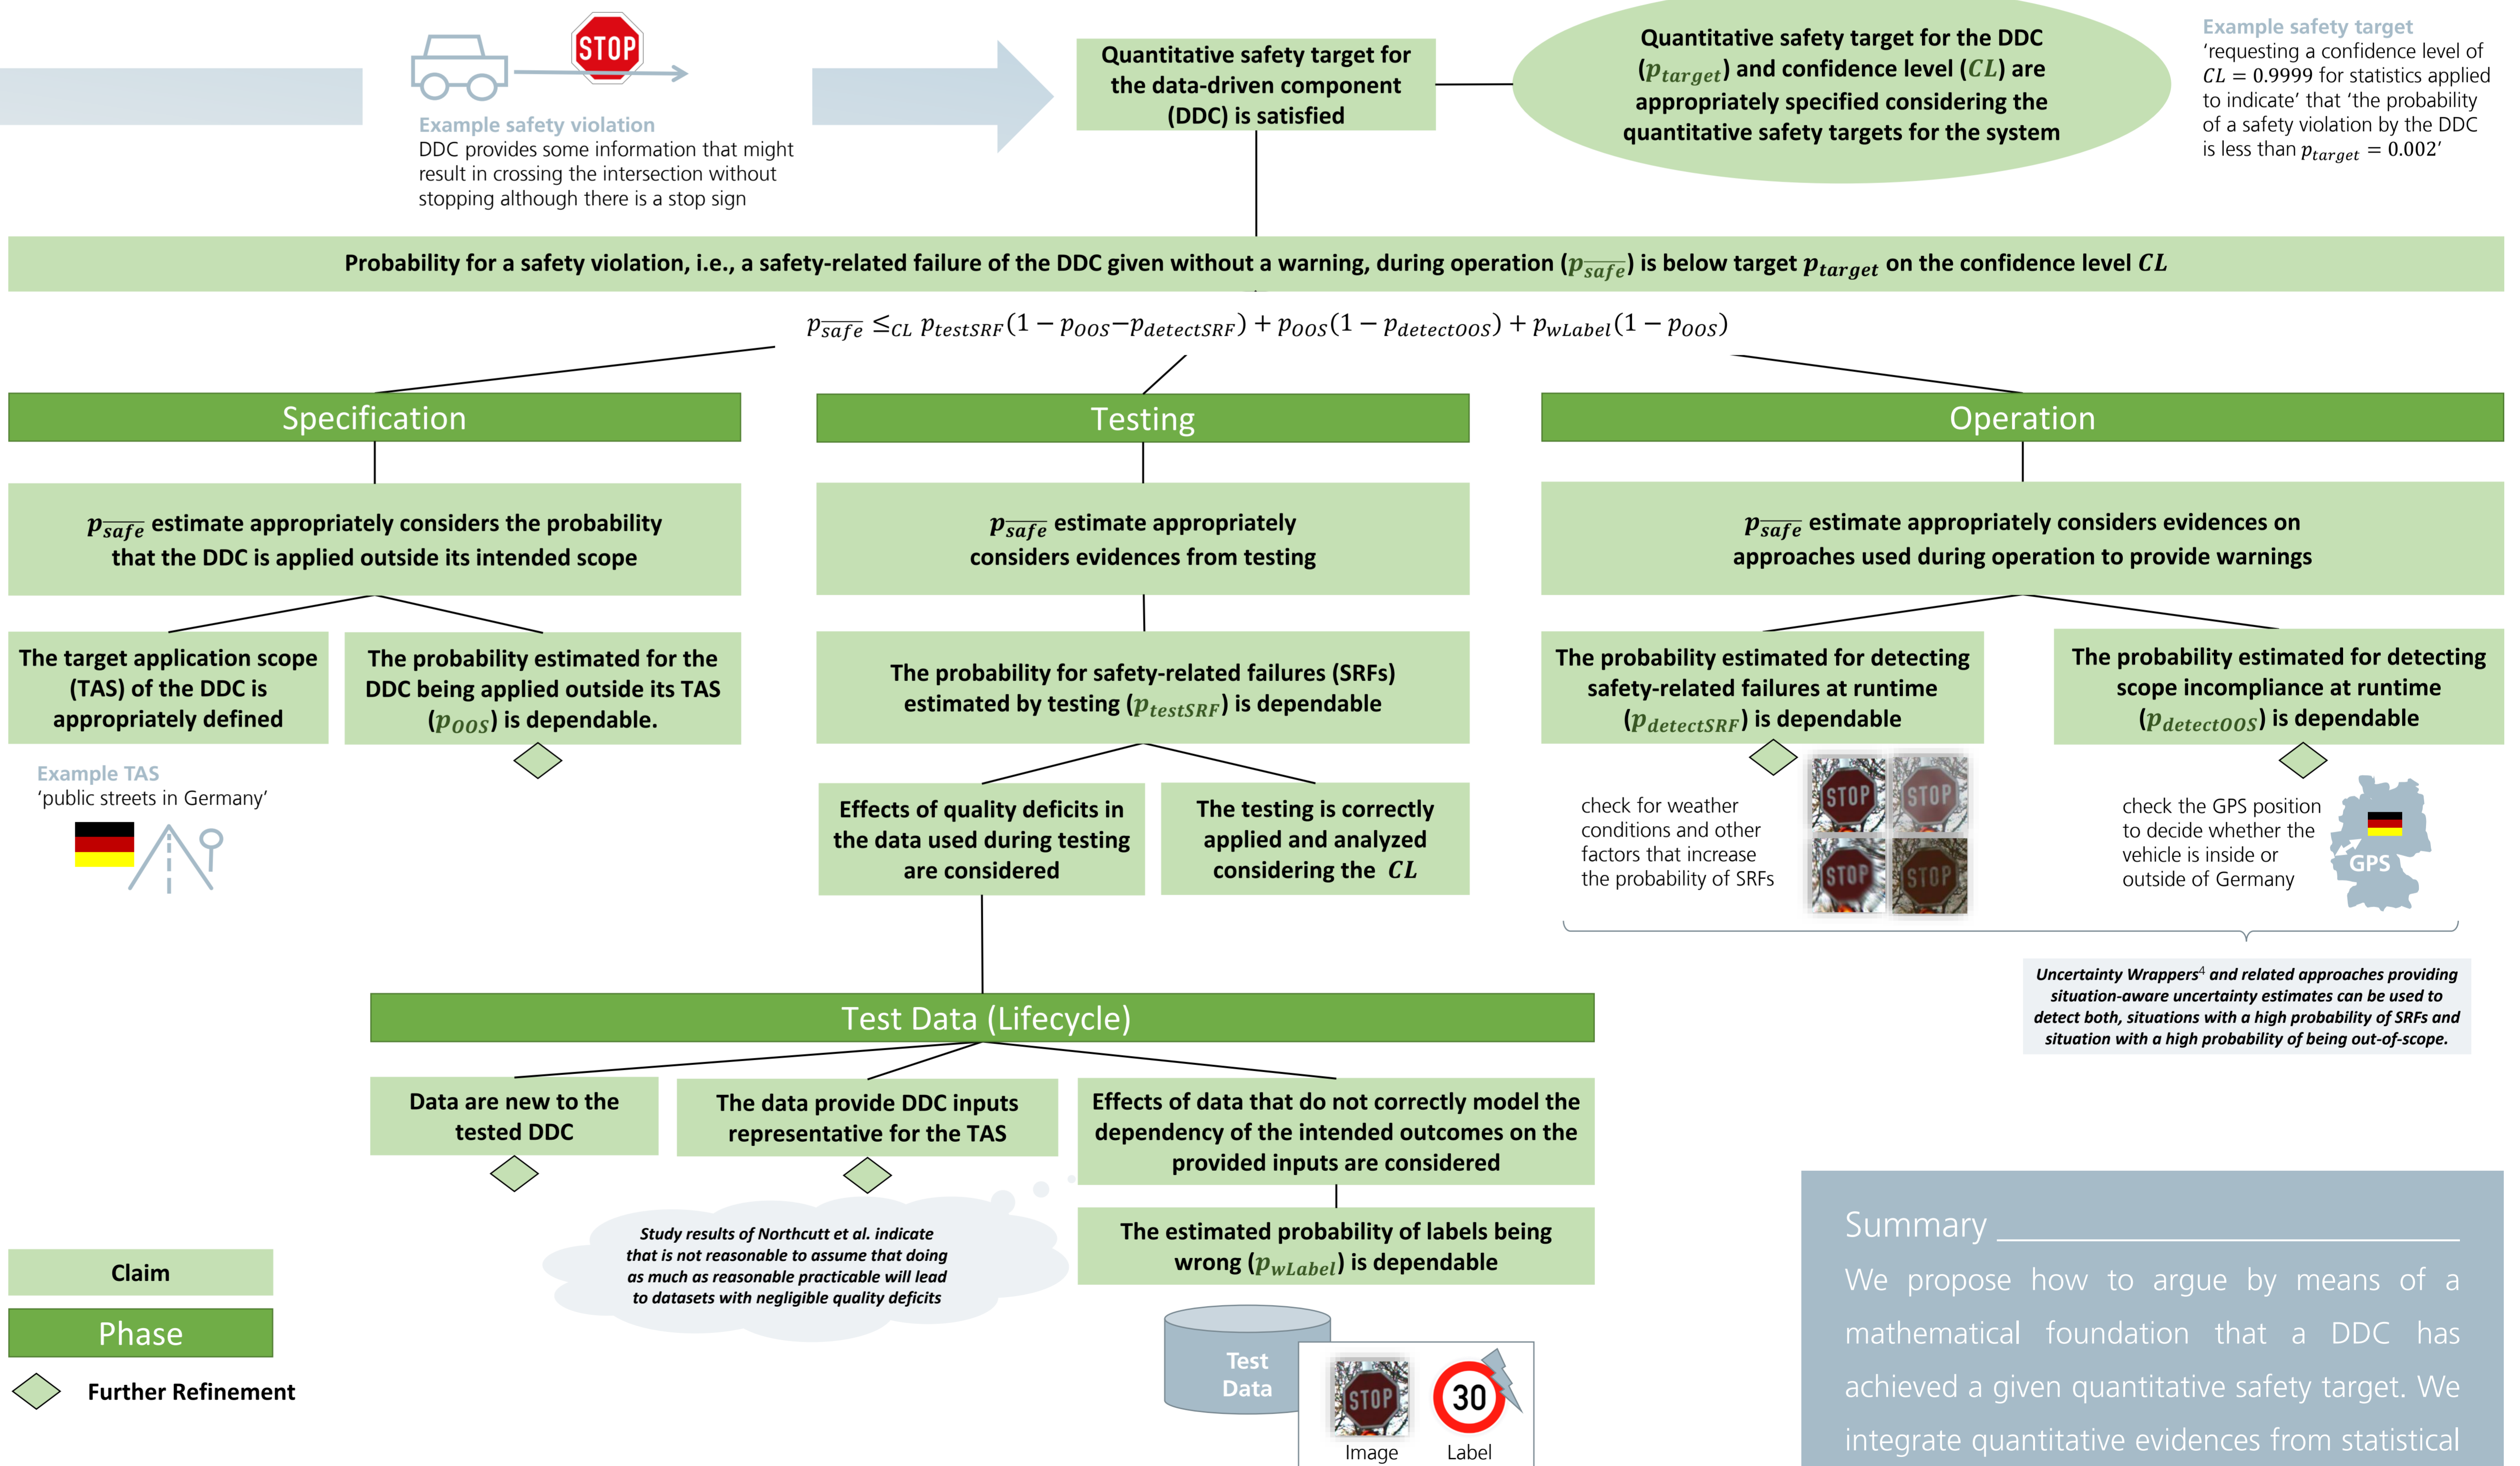 STOP
Example safety violation
DDC provides some information that might
result in crossing the intersection without
stopping although there is a stop sign
Quantitative safety target for
the data-driven component
(DDC) is satisfied
Quantitative safety target for the DDC
(p_target) and confidence level (CL) are
appropriately specified considering the
quantitative safety targets for the system
Example safety target
‘requesting a confidence level of
CL = 0.9999 for statistics applied
to indicate’ that ‘the probability
of a safety violation by the DDC
is less than p_target = 0.002’
Probability for a safety violation, i.e., a safety-related failure of the DDC given without a warning, during operation (p_s̅a̅f̅e̅) is below target p_target on the confidence level CL
p_s̅a̅f̅e̅ ≤_CL p_testSRF(1 − p_OOS−p_detectSRF) + p_OOS(1 − p_detectOOS) + p_wLabel(1 − p_OOS)
Specification
p_s̅a̅f̅e̅ estimate appropriately considers the probability
that the DDC is applied outside its intended scope
The target application scope
(TAS) of the DDC is
appropriately defined
The probability estimated for the
DDC being applied outside its TAS
(p_OOS) is dependable.
Example TAS
‘public streets in Germany’
Testing
p_s̅a̅f̅e̅ estimate appropriately
considers evidences from testing
The probability for safety-related failures (SRFs)
estimated by testing (p_testSRF) is dependable
Effects of quality deficits in
the data used during testing
are considered
The testing is correctly
applied and analyzed
considering the CL
Operation
p_s̅a̅f̅e̅ estimate appropriately considers evidences on
approaches used during operation to provide warnings
The probability estimated for detecting
safety-related failures at runtime
(p_detectSRF) is dependable
The probability estimated for detecting
scope incompliance at runtime
(p_detectOOS) is dependable
check for weather
conditions and other
factors that increase
the probability of SRFs
STOP
STOP
STOP
STOP
check the GPS position
to decide whether the
vehicle is inside or
outside of Germany
GPS
Uncertainty Wrappers⁴ and related approaches providing
situation-aware uncertainty estimates can be used to
detect both, situations with a high probability of SRFs and
situation with a high probability of being out-of-scope.
Test Data (Lifecycle)
Data are new to the
tested DDC
The data provide DDC inputs
representative for the TAS
Effects of data that do not correctly model the
dependency of the intended outcomes on the
provided inputs are considered
Study results of Northcutt et al. indicate
that is not reasonable to assume that doing
as much as reasonable practicable will lead
to datasets with negligible quality deficits
The estimated probability of labels being
wrong (p_wLabel) is dependable
Test
Data
STOP
30
Image
Label
Claim
Phase
Further Refinement
Summary
We propose how to argue by means of a
mathematical foundation that a DDC has
achieved a given quantitative safety target. We
integrate quantitative evidences from statistical